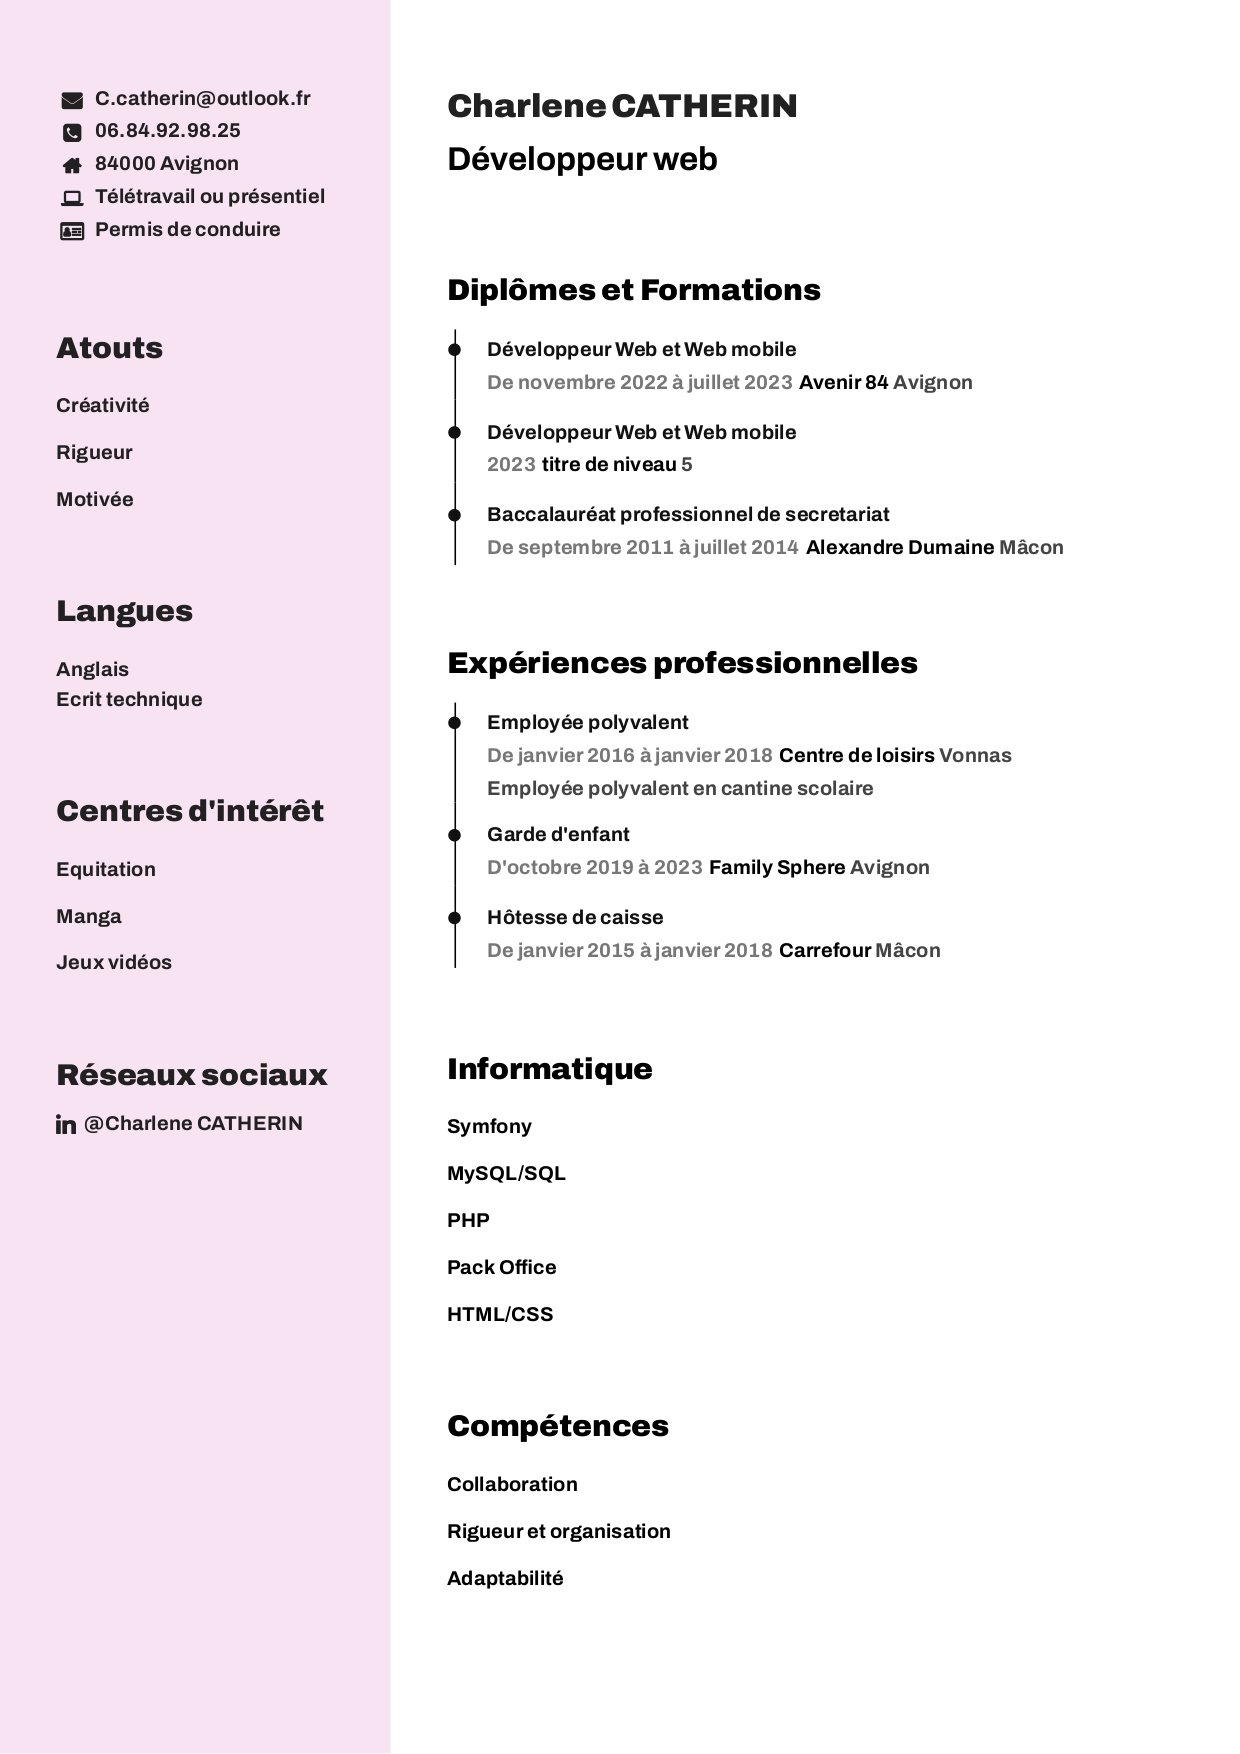 C.catherin@outlook.fr
06.84.92.98.25
84000 Avignon
Télétravail ou présentiel
Permis de conduire
Atouts
Créativité
Rigueur
Motivée
Langues
Anglais
Ecrit technique
Centres d'intérêt
Equitation
Manga
Jeux vidéos
Réseaux sociaux
in @Charlene CATHERIN
Charlene CATHERIN
Développeur web
Diplômes et Formations
Développeur Web et Web mobile
De novembre 2022 à juillet 2023 Avenir 84 Avignon
Développeur Web et Web mobile
2023 titre de niveau 5
Baccalauréat professionnel de secretariat
De septembre 2011 à juillet 2014 Alexandre Dumaine Mâcon
Expériences professionnelles
Employée polyvalent
De janvier 2016 à janvier 2018 Centre de loisirs Vonnas
Employée polyvalent en cantine scolaire
Garde d'enfant
D'octobre 2019 à 2023 Family Sphere Avignon
Hôtesse de caisse
De janvier 2015 à janvier 2018 Carrefour Mâcon
Informatique
Symfony
MySQL/SQL
PHP
Pack Office
HTML/CSS
Compétences
Collaboration
Rigueur et organisation
Adaptabilité